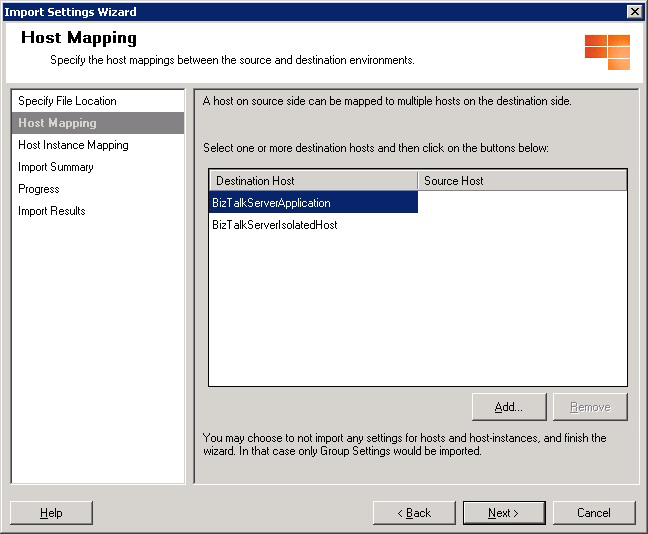 Import Settings Wizard
Host Mapping
Specify the host mappings between the source and destination environments.
Specify File Location
Host Mapping
Host Instance Mapping
Import Summary
Progress
Import Results
A host on source side can be mapped to multiple hosts on the destination side.
Select one or more destination hosts and then click on the buttons below:
Destination Host Source Host
BizTalkServerApplication
BizTalkServerIsolatedHost
Add... Remove
You may choose to not import any settings for hosts and host-instances, and finish the
wizard. In that case only Group Settings would be imported.
Help < Back Next > Cancel